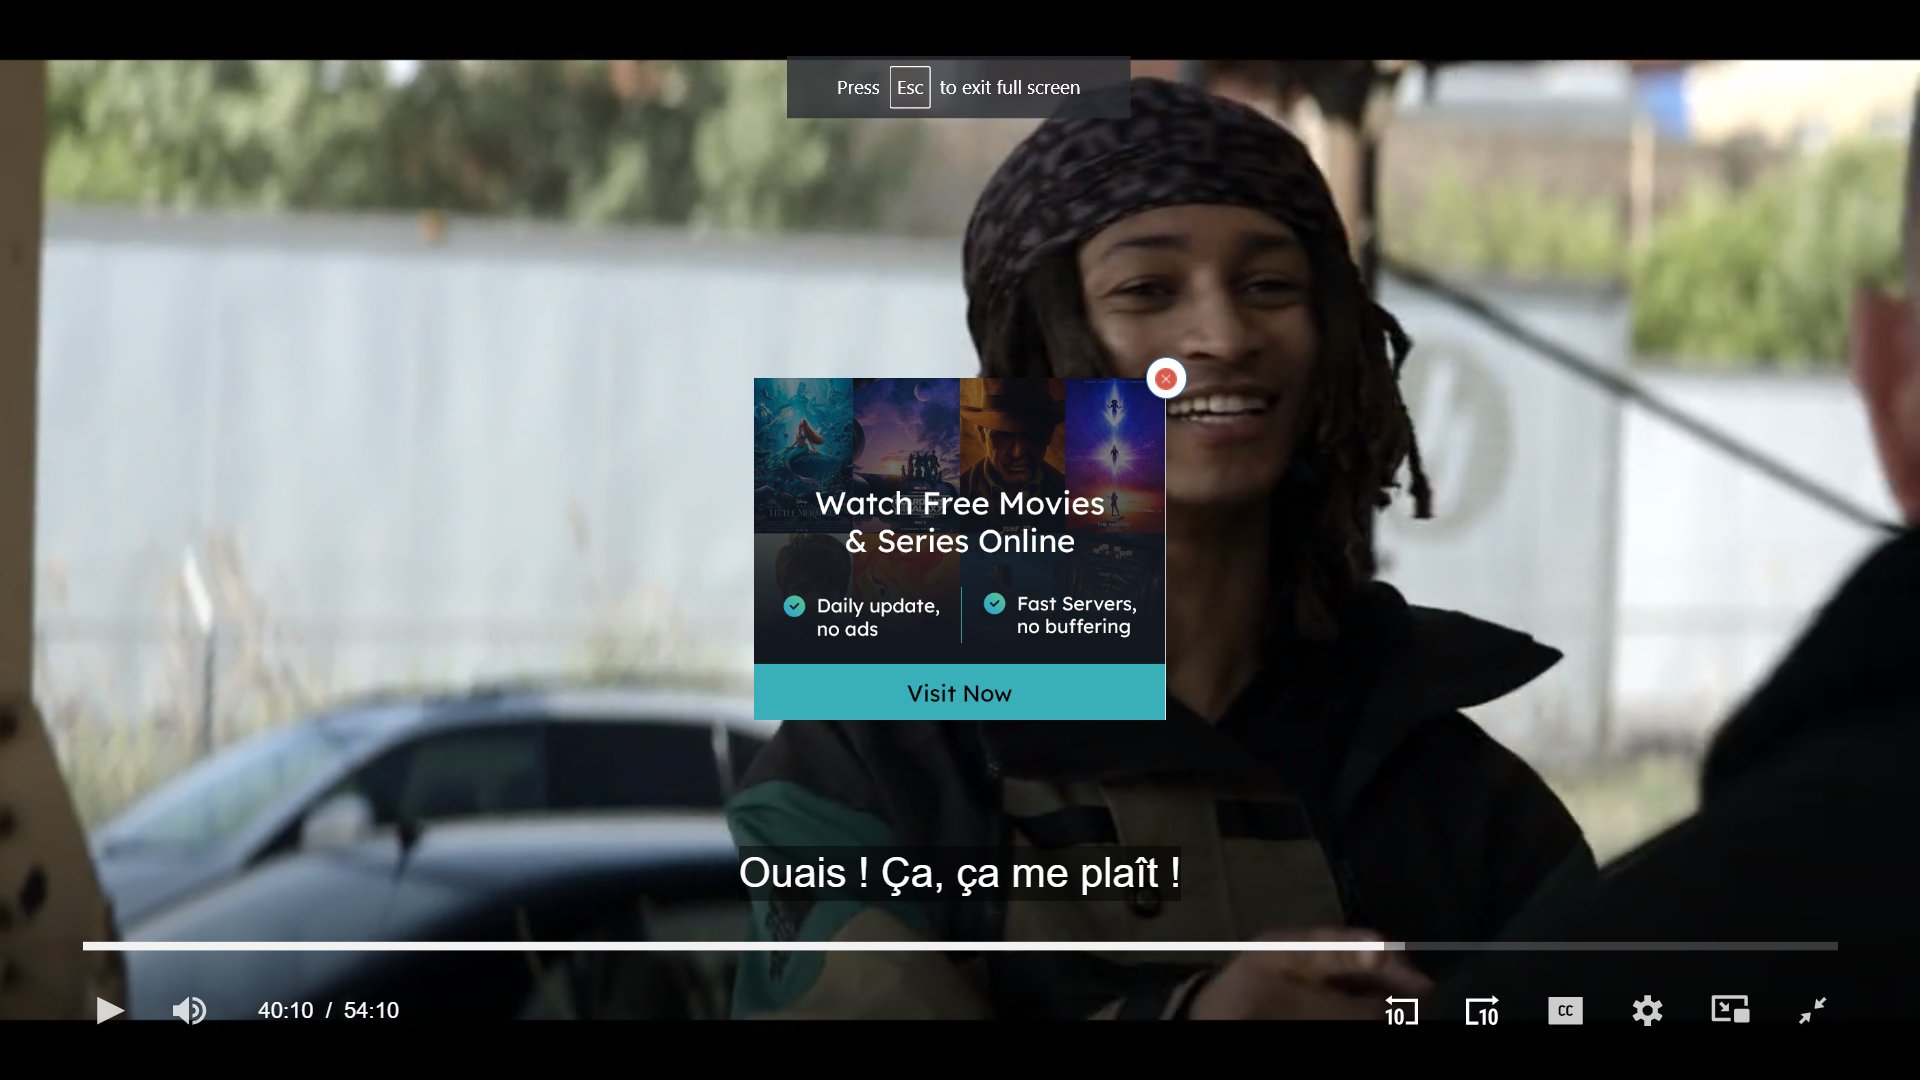 Press Esc to exit full screen
Watch Free Movies
& Series Online
Daily update,
no ads
Fast Servers,
no buffering
Visit Now
Ouais ! Ça, ça me plaît !
40:10 / 54:10
10
10
CC